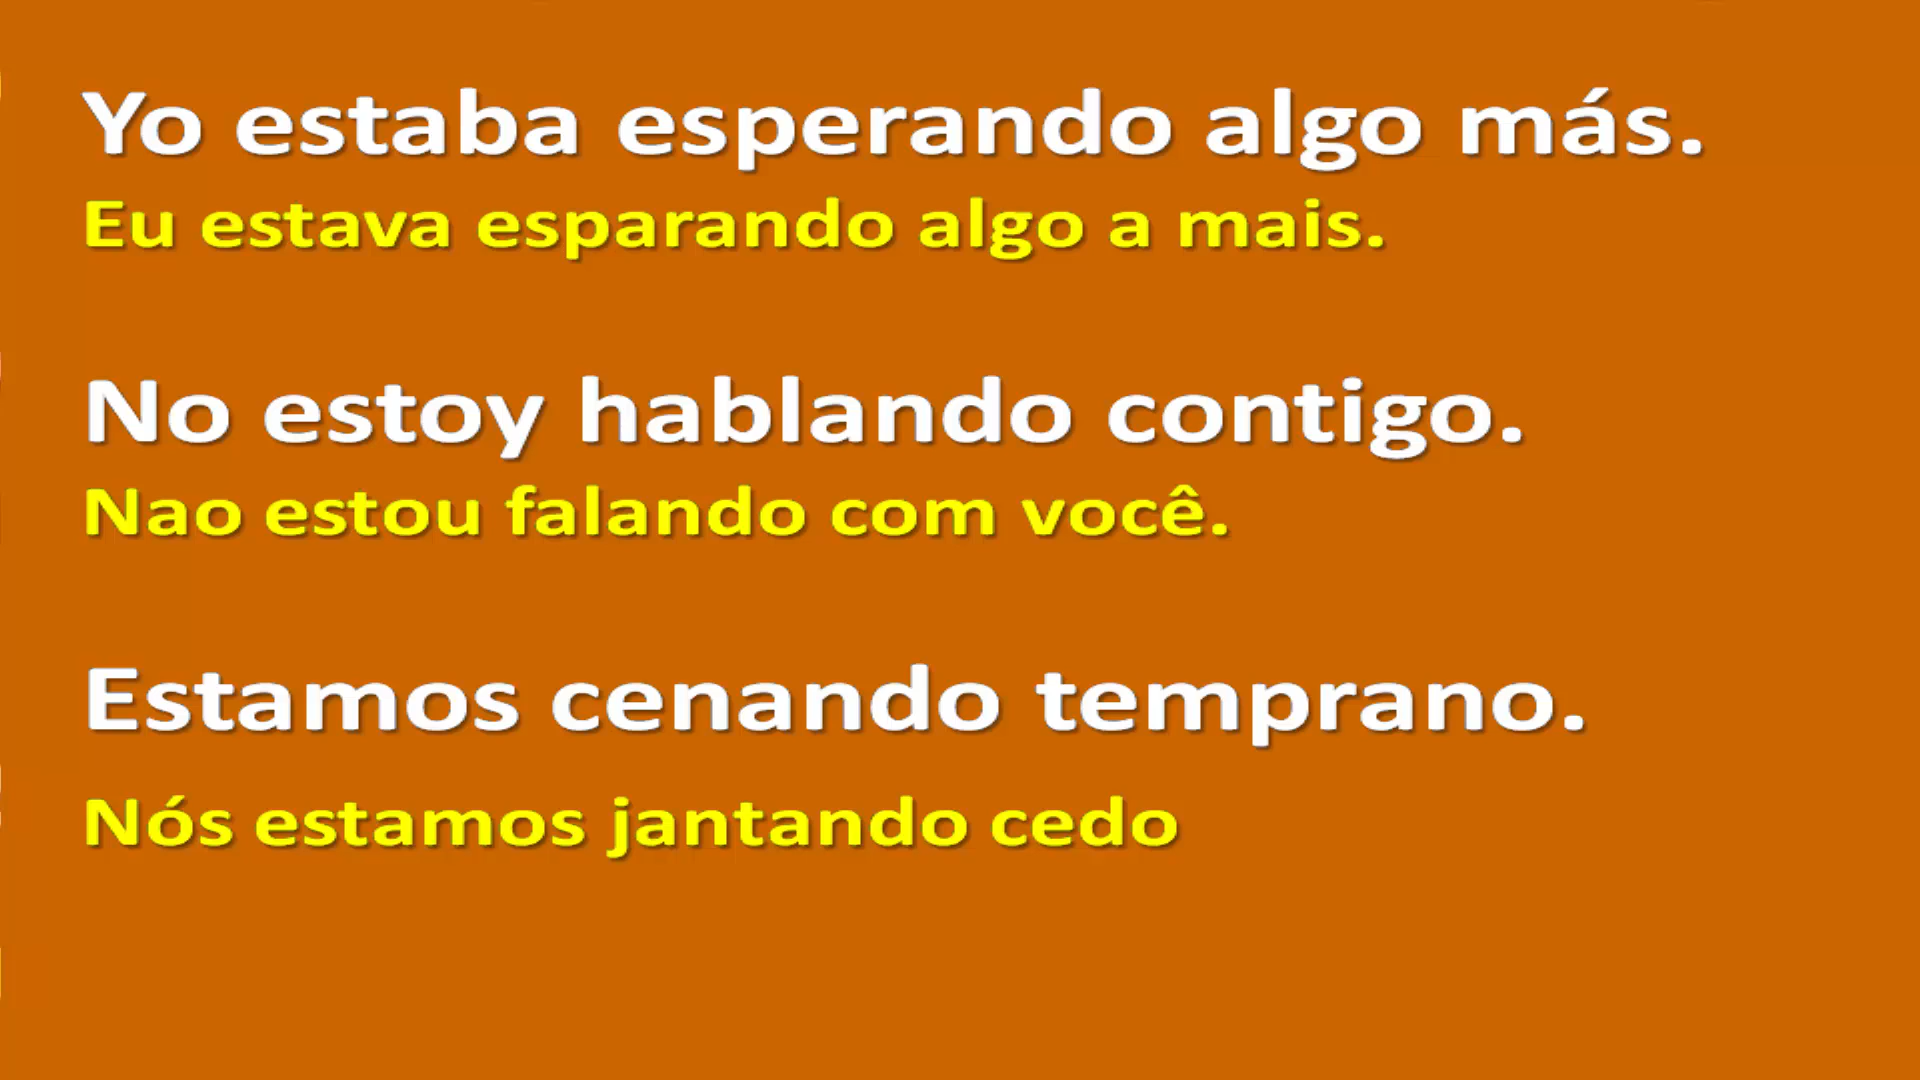 Yo estaba esperando algo más.
Eu estava esparando algo a mais.
No estoy hablando contigo.
Nao estou falando com você.
Estamos cenando temprano.
Nós estamos jantando cedo